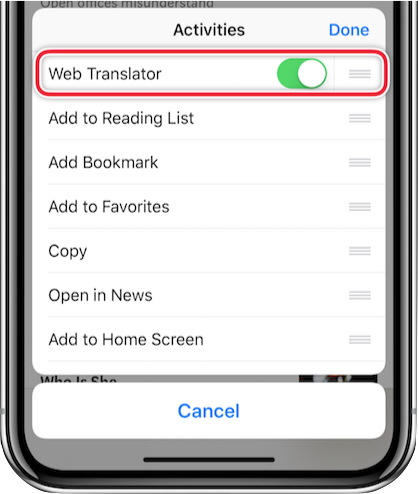 Open offices misunderstand
Activities
Done
Web Translator
Add to Reading List
Add Bookmark
Add to Favorites
Copy
Open in News
Add to Home Screen
Who Is She
Cancel